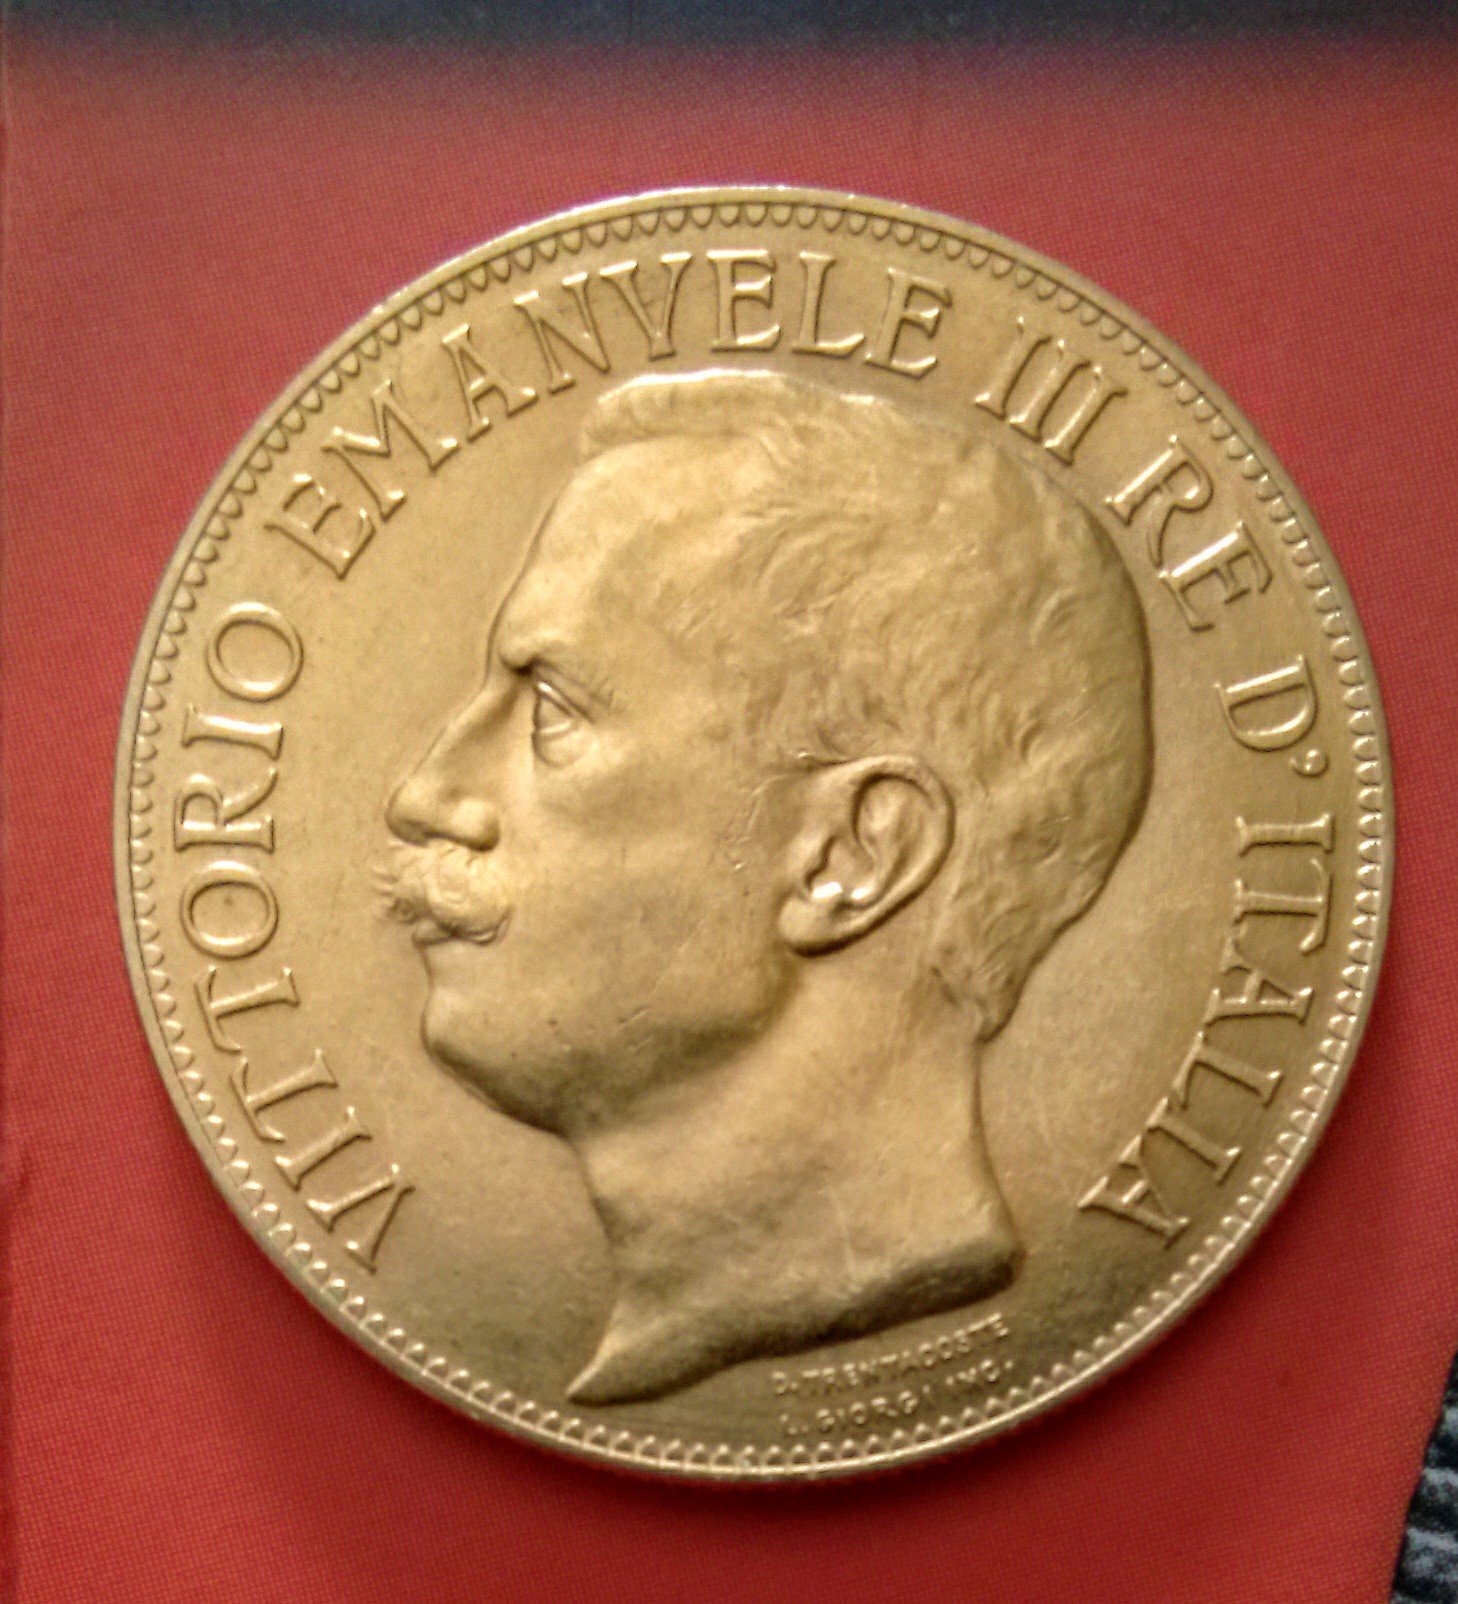 VITTORIO EMANVELE III RE D'ITALIA
D. TRENTACOSTE
L. GIORGI INC.